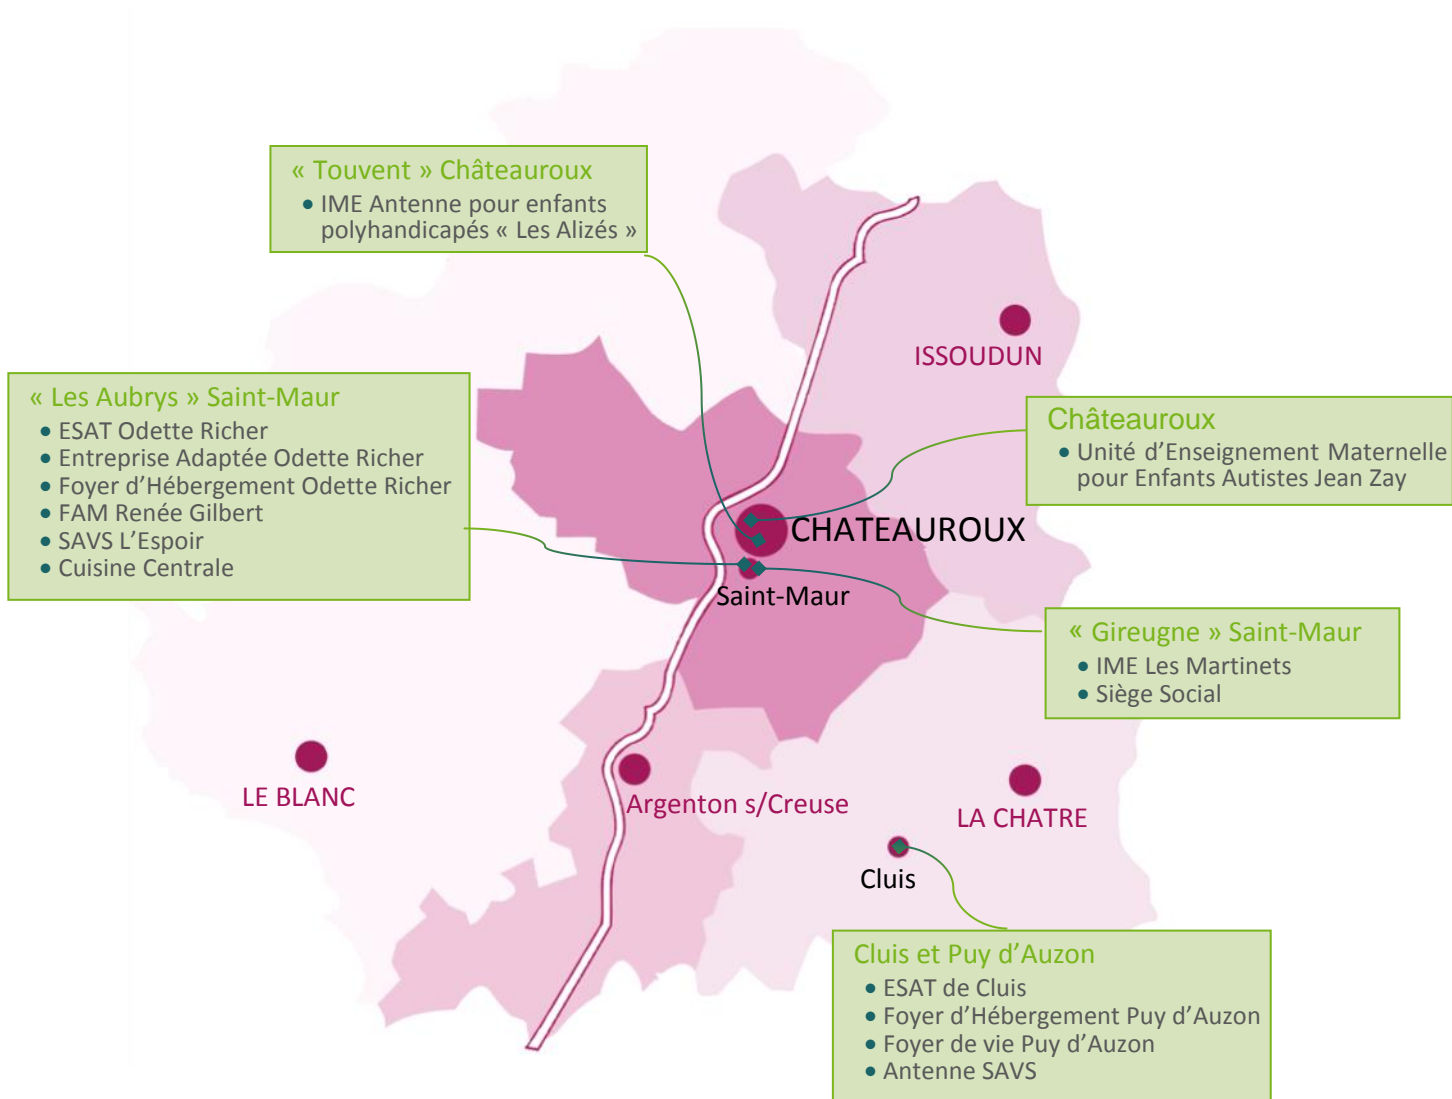 « Touvent » Châteauroux
• IME Antenne pour enfants
polyhandicapés « Les Alizés »
ISSOUDUN
« Les Aubrys » Saint-Maur
• ESAT Odette Richer
• Entreprise Adaptée Odette Richer
• Foyer d’Hébergement Odette Richer
• FAM Renée Gilbert
• SAVS L’Espoir
• Cuisine Centrale
Châteauroux
• Unité d’Enseignement Maternelle
pour Enfants Autistes Jean Zay
CHATEAUROUX
Saint-Maur
« Gireugne » Saint-Maur
• IME Les Martinets
• Siège Social
LE BLANC
Argenton s/Creuse
LA CHATRE
Cluis
Cluis et Puy d’Auzon
• ESAT de Cluis
• Foyer d’Hébergement Puy d’Auzon
• Foyer de vie Puy d’Auzon
• Antenne SAVS